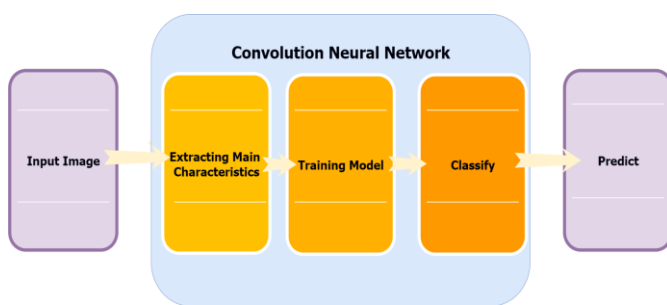 Convolution Neural Network
Input Image
Extracting Main
Characteristics
Training Model
Classify
Predict